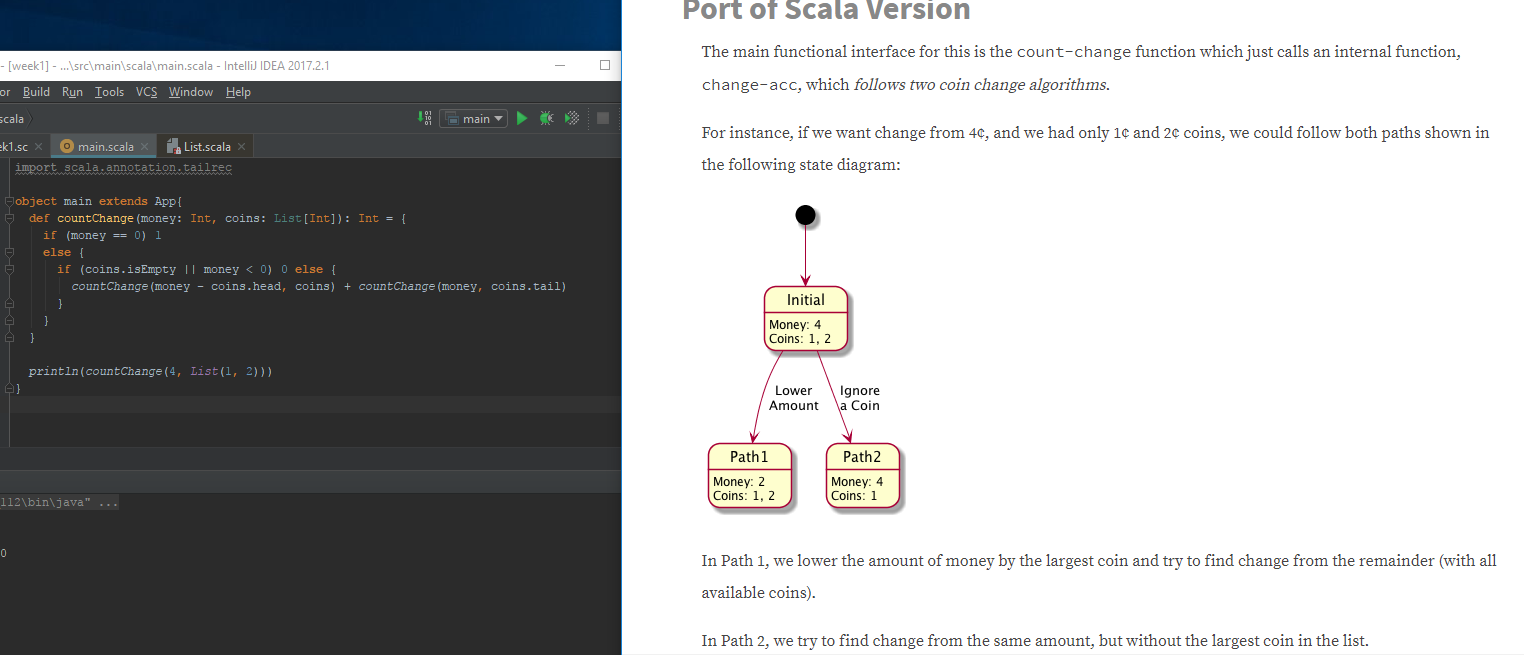 - [week1] - ...\src\main\scala\main.scala - IntelliJ IDEA 2017.2.1
or Build Run Tools VCS Window Help
scala
main
ek1.sc main.scala List.scala
import scala.annotation.tailrec
object main extends App{
def countChange(money: Int, coins: List[Int]): Int = {
if (money == 0) 1
else {
if (coins.isEmpty || money < 0) 0 else {
countChange(money - coins.head, coins) + countChange(money, coins.tail)
}
}
}
println(countChange(4, List(1, 2)))
}
112\bin\java" ...
0
Port of Scala Version
The main functional interface for this is the count-change function which just calls an internal function,
change-acc, which follows two coin change algorithms.
For instance, if we want change from 4¢, and we had only 1¢ and 2¢ coins, we could follow both paths shown in
the following state diagram:
Initial
Money: 4
Coins: 1, 2
Lower
Amount
Ignore
a Coin
Path1
Money: 2
Coins: 1, 2
Path2
Money: 4
Coins: 1
In Path 1, we lower the amount of money by the largest coin and try to find change from the remainder (with all
available coins).
In Path 2, we try to find change from the same amount, but without the largest coin in the list.